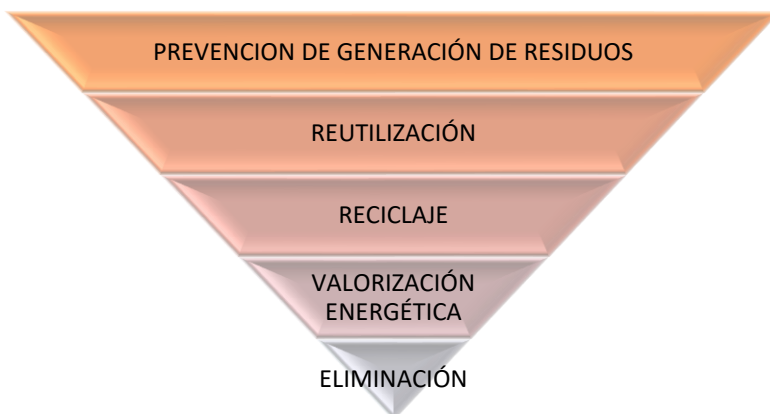 PREVENCION DE GENERACIÓN DE RESIDUOS
REUTILIZACIÓN
RECICLAJE
VALORIZACIÓN
ENERGÉTICA
ELIMINACIÓN